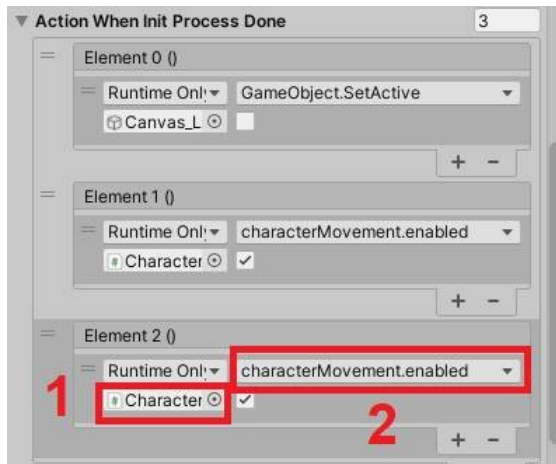 Action When Init Process Done 3
Element 0 ()
Runtime Onl GameObject.SetActive
Canvas_L
+ -
Element 1 ()
Runtime Onl characterMovement.enabled
# Character
+ -
Element 2 ()
Runtime Onl characterMovement.enabled
1 # Character 2
+ -